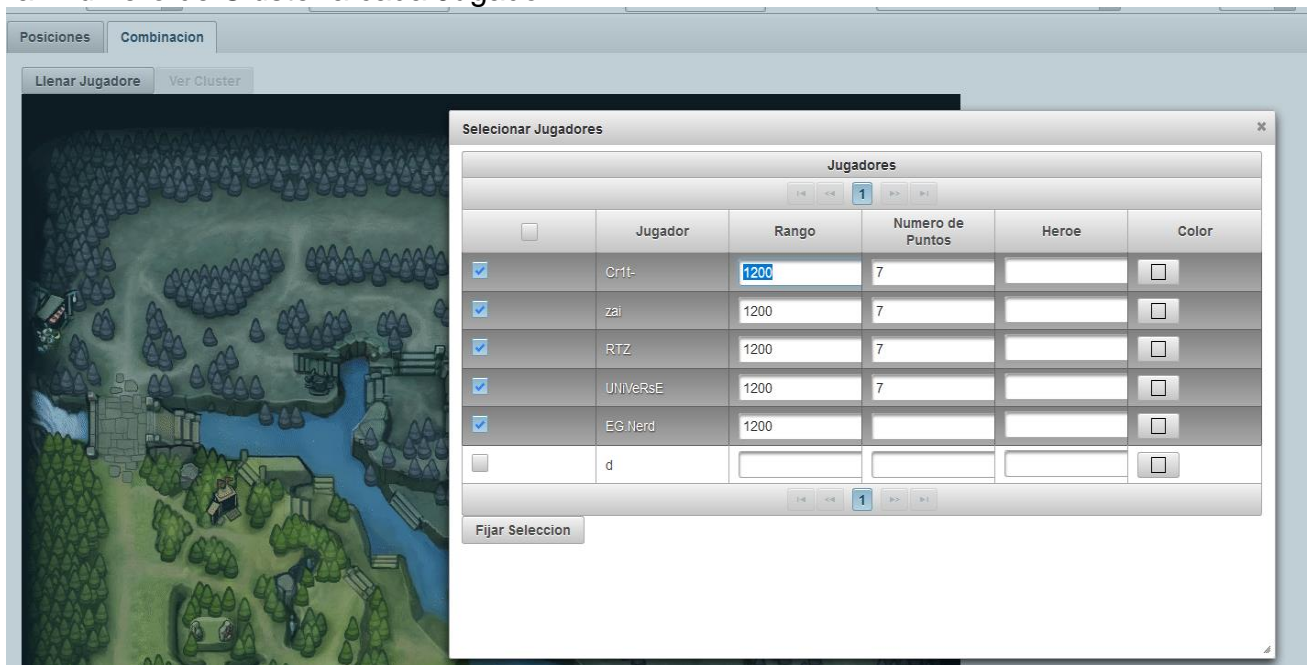 Posiciones Combinacion
Llenar Jugadore Ver Cluster
Selecionar Jugadores
Jugadores
1
Jugador Rango Numero de Puntos Heroe Color
Cr1t- 1200 7
zai 1200 7
RTZ 1200 7
UNiVeRsE 1200 7
EG.Nerd 1200
d
1
Fijar Seleccion